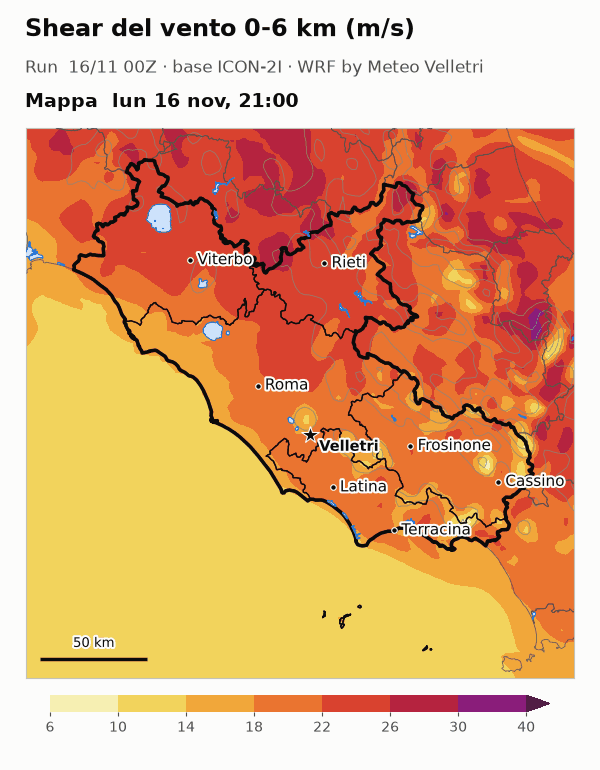 Shear del vento 0-6 km (m/s)
Run  16/11 00Z · base ICON-2I · WRF by Meteo Velletri
Mappa  lun 16 nov, 21:00
Viterbo
Rieti
Roma
Velletri
Frosinone
Latina
Cassino
Terracina
50 km
6 10 14 18 22 26 30 40